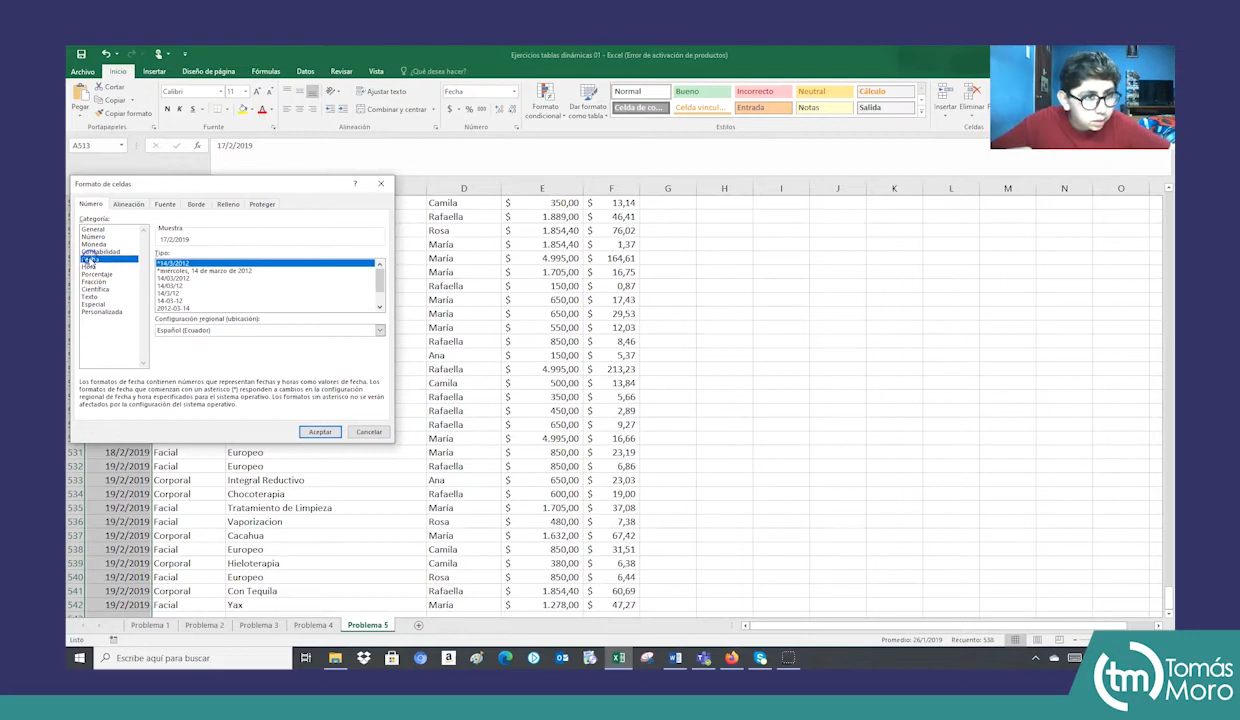 Ejercicios tablas dinámicas 01 - Excel (Error de activación de productos)
Archivo Inicio Insertar Diseño de página Fórmulas Datos Revisar Vista ¿Qué desea hacer?
Cortar
Copiar
Copiar formato
Pegar
Calibri 11
N K S
Ajustar texto
Combinar y centrar
Fecha
$ % 000
Formato condicional
Dar formato como tabla
Normal Bueno Incorrecto Neutral Cálculo
Celda de co... Celda vincul... Entrada Notas Salida
Insertar Eliminar
Portapapeles Fuente Alineación Número Estilos Celdas
A513 fx 17/2/2019
Formato de celdas ? ×
Número Alineación Fuente Borde Relleno Proteger
Categoría:
General
Número
Moneda
Contabilidad
Fecha
Hora
Porcentaje
Fracción
Científica
Texto
Especial
Personalizada
Muestra
17/2/2019
Tipo:
*14/3/2012
*miércoles, 14 de marzo de 2012
14/03/2012
14/03/12
14/3/12
14-03-12
2012-03-14
Configuración regional (ubicación):
Español (Ecuador)
Los formatos de fecha contienen números que representan fechas y horas como valores de fecha. Los
formatos de fecha que comienzan con un asterisco (*) responden a cambios en la configuración
regional de fecha y hora especificados para el sistema operativo. Los formatos sin asterisco no se verán
afectados por la configuración del sistema operativo.
Aceptar Cancelar
D E F G H I J K L M N O
Camila $ 350,00 $ 13,14
Rafaella $ 1.889,00 $ 46,41
Rosa $ 1.854,40 $ 76,02
María $ 1.854,40 $ 1,37
María $ 4.995,00 $ 164,61
María $ 1.705,00 $ 16,75
Rafaella $ 150,00 $ 0,87
María $ 650,00 $ 17,43
María $ 650,00 $ 29,53
María $ 550,00 $ 12,03
Rafaella $ 850,00 $ 8,46
Ana $ 150,00 $ 5,37
Rafaella $ 4.995,00 $ 213,23
Camila $ 500,00 $ 13,84
Rafaella $ 350,00 $ 5,66
Rafaella $ 450,00 $ 2,89
Rafaella $ 650,00 $ 9,27
María $ 4.995,00 $ 16,66
531 18/2/2019 Facial Europeo María $ 850,00 $ 23,19
532 19/2/2019 Facial Europeo Rafaella $ 850,00 $ 6,86
533 19/2/2019 Corporal Integral Reductivo Ana $ 650,00 $ 23,03
534 19/2/2019 Corporal Chocoterapia Rafaella $ 600,00 $ 19,00
535 19/2/2019 Facial Tratamiento de Limpieza María $ 1.705,00 $ 37,08
536 19/2/2019 Facial Vaporizacion Rosa $ 480,00 $ 7,38
537 19/2/2019 Corporal Cacahua María $ 1.632,00 $ 67,42
538 19/2/2019 Facial Europeo Camila $ 850,00 $ 31,51
539 19/2/2019 Corporal Hieloterapia Camila $ 380,00 $ 6,38
540 19/2/2019 Facial Europeo Rosa $ 850,00 $ 6,44
541 19/2/2019 Corporal Con Tequila Rafaella $ 1.854,40 $ 60,69
542 19/2/2019 Facial Yax María $ 1.278,00 $ 47,27
Problema 1 Problema 2 Problema 3 Problema 4 Problema 5
Listo Promedio: 26/1/2019 Recuento: 538
Escribe aquí para buscar
tm Tomás
Moro